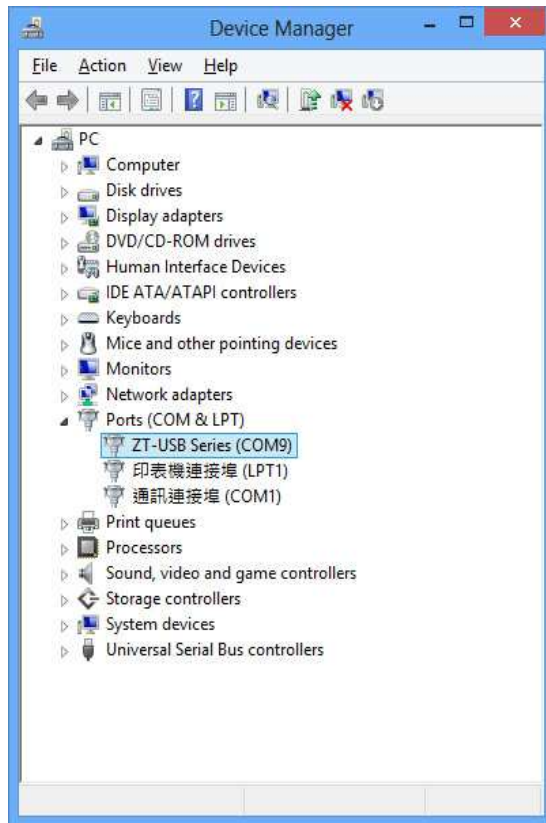 Device Manager
File Action View Help
PC
Computer
Disk drives
Display adapters
DVD/CD-ROM drives
Human Interface Devices
IDE ATA/ATAPI controllers
Keyboards
Mice and other pointing devices
Monitors
Network adapters
Ports (COM & LPT)
ZT-USB Series (COM9)
印表機連接埠 (LPT1)
通訊連接埠 (COM1)
Print queues
Processors
Sound, video and game controllers
Storage controllers
System devices
Universal Serial Bus controllers